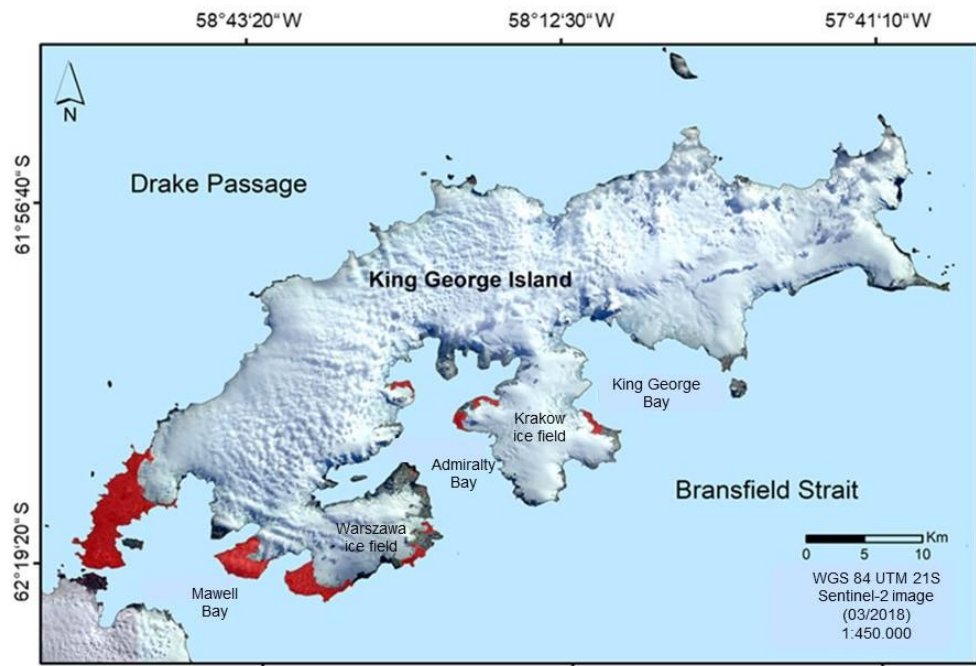 58°43'20"W
58°12'30"W
57°41'10"W
N
61°56'40"S
Drake Passage
King George Island
King George
Bay
Krakow
ice field
Admiralty
Bay
Bransfield Strait
62°19'20"S
Warszawa
ice field
Mawell
Bay
Km
0 5 10
WGS 84 UTM 21S
Sentinel-2 image
(03/2018)
1:450.000